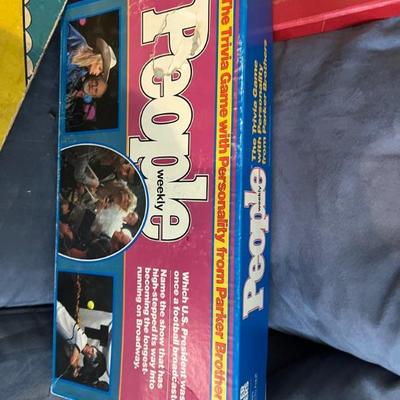 The Trivia Game with Personality from Parker Brothers
People
weekly
Which U.S. President was
once a football broadcast
Name the show that has
high-stepped its way into
becoming the longest-
running on Broadway.
The Trivia Game
with Personality
from Parker Brothers
People
weekly